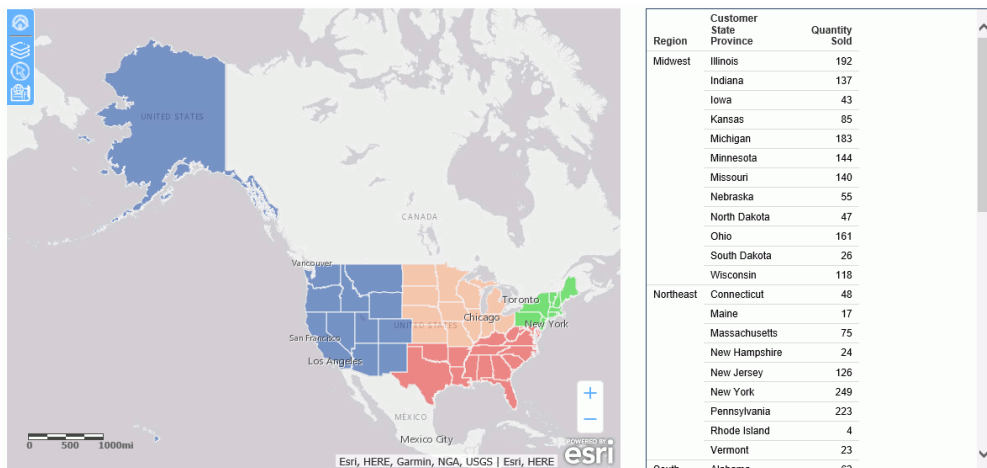 UNITED STATES
CANADA
Vancouver
Toronto
Chicago
New York
UNITED STATES
San Francisco
Los Angeles
MÉXICO
Mexico City
0 500 1000mi
+
−
POWERED BY
esri
Esri, HERE, Garmin, NGA, USGS | Esri, HERE
Region Customer State Province Quantity Sold
Midwest Illinois 192
Indiana 137
Iowa 43
Kansas 85
Michigan 183
Minnesota 144
Missouri 140
Nebraska 55
North Dakota 47
Ohio 161
South Dakota 26
Wisconsin 118
Northeast Connecticut 48
Maine 17
Massachusetts 75
New Hampshire 24
New Jersey 126
New York 249
Pennsylvania 223
Rhode Island 4
Vermont 23
South Alabama 62